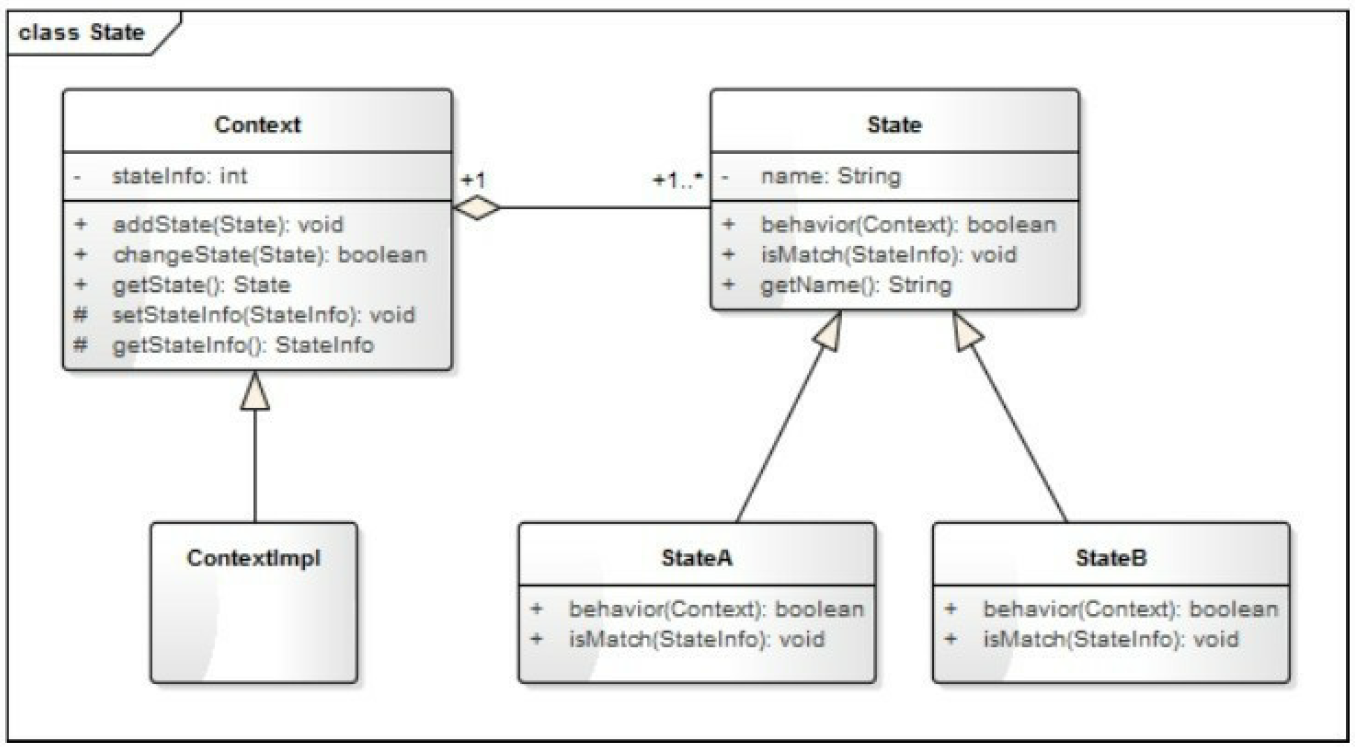 class State
Context
- stateInfo: int
+ addState(State): void
+ changeState(State): boolean
+ getState(): State
# setStateInfo(StateInfo): void
# getStateInfo(): StateInfo
+1
+1..*
State
- name: String
+ behavior(Context): boolean
+ isMatch(StateInfo): void
+ getName(): String
ContextImpl
StateA
+ behavior(Context): boolean
+ isMatch(StateInfo): void
StateB
+ behavior(Context): boolean
+ isMatch(StateInfo): void